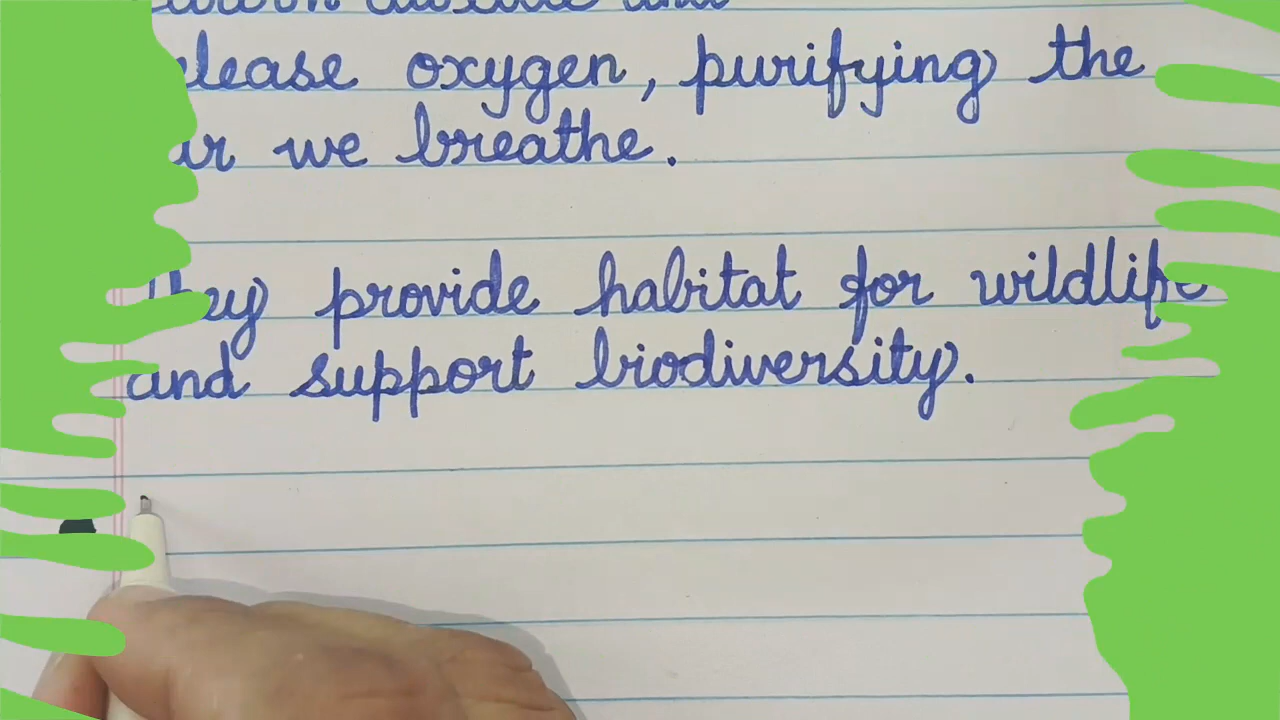 release oxygen, purifying the
air we breathe.
They provide habitat for wildlife
and support biodiversity.